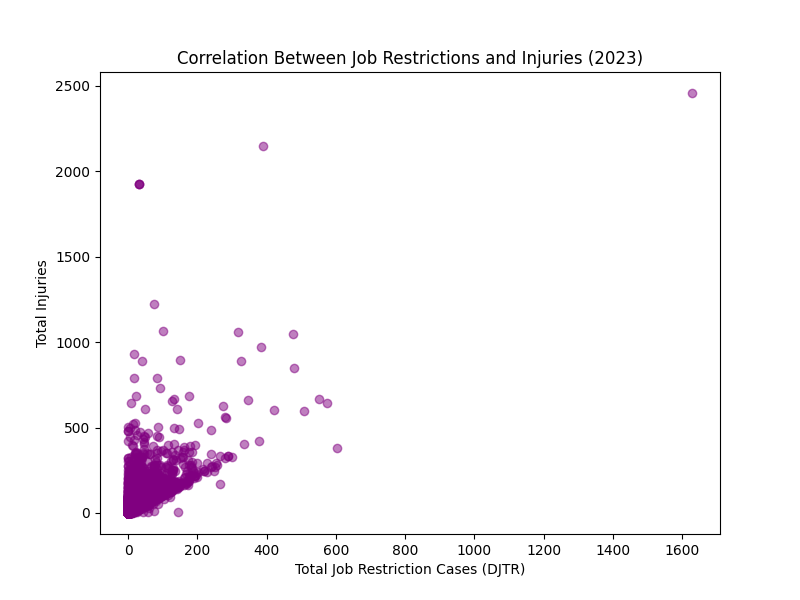 Correlation Between Job Restrictions and Injuries (2023)
2500
2000
1500
1000
500
0
Total Injuries
0 200 400 600 800 1000 1200 1400 1600
Total Job Restriction Cases (DJTR)